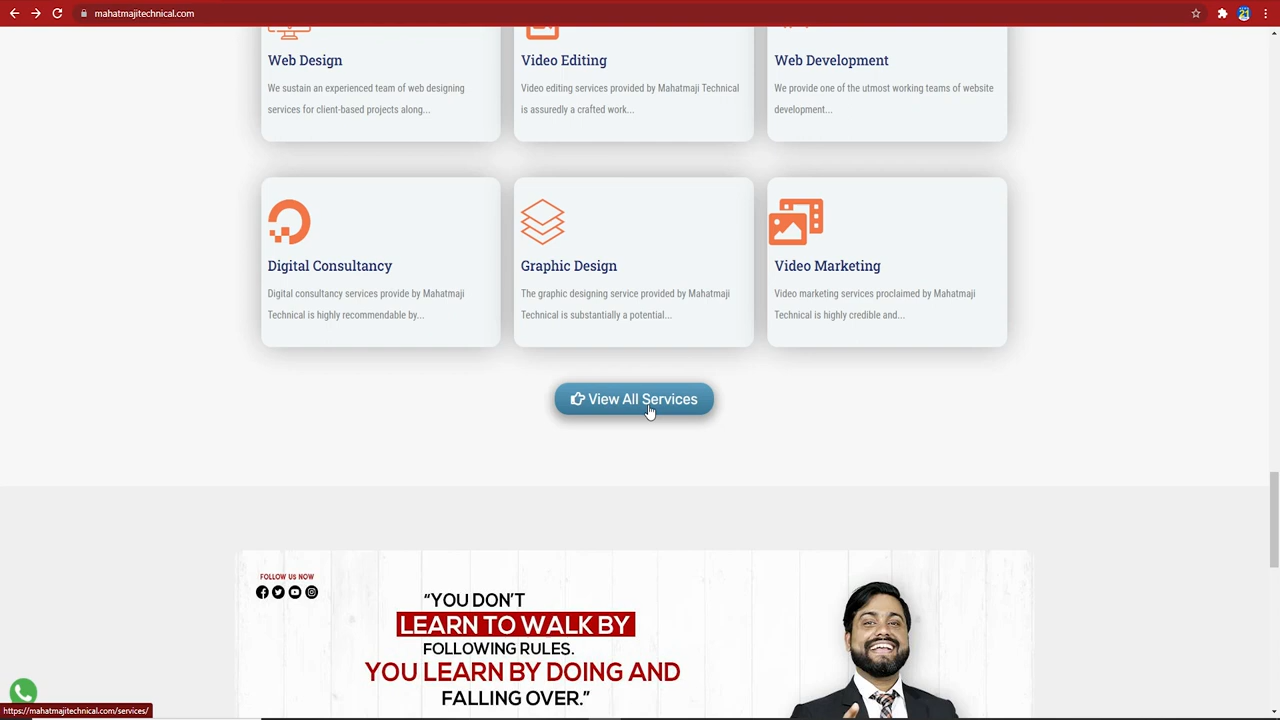 mahatmajitechnical.com
Web Design
We sustain an experienced team of web designing
services for client-based projects along...
Video Editing
Video editing services provided by Mahatmaji Technical
is assuredly a crafted work...
Web Development
We provide one of the utmost working teams of website
development...
Digital Consultancy
Digital consultancy services provide by Mahatmaji
Technical is highly recommendable by...
Graphic Design
The graphic designing service provided by Mahatmaji
Technical is substantially a potential...
Video Marketing
Video marketing services proclaimed by Mahatmaji
Technical is highly credible and...
View All Services
FOLLOW US NOW
“YOU DON'T
LEARN TO WALK BY
FOLLOWING RULES.
YOU LEARN BY DOING AND
FALLING OVER.”
https://mahatmajitechnical.com/services/